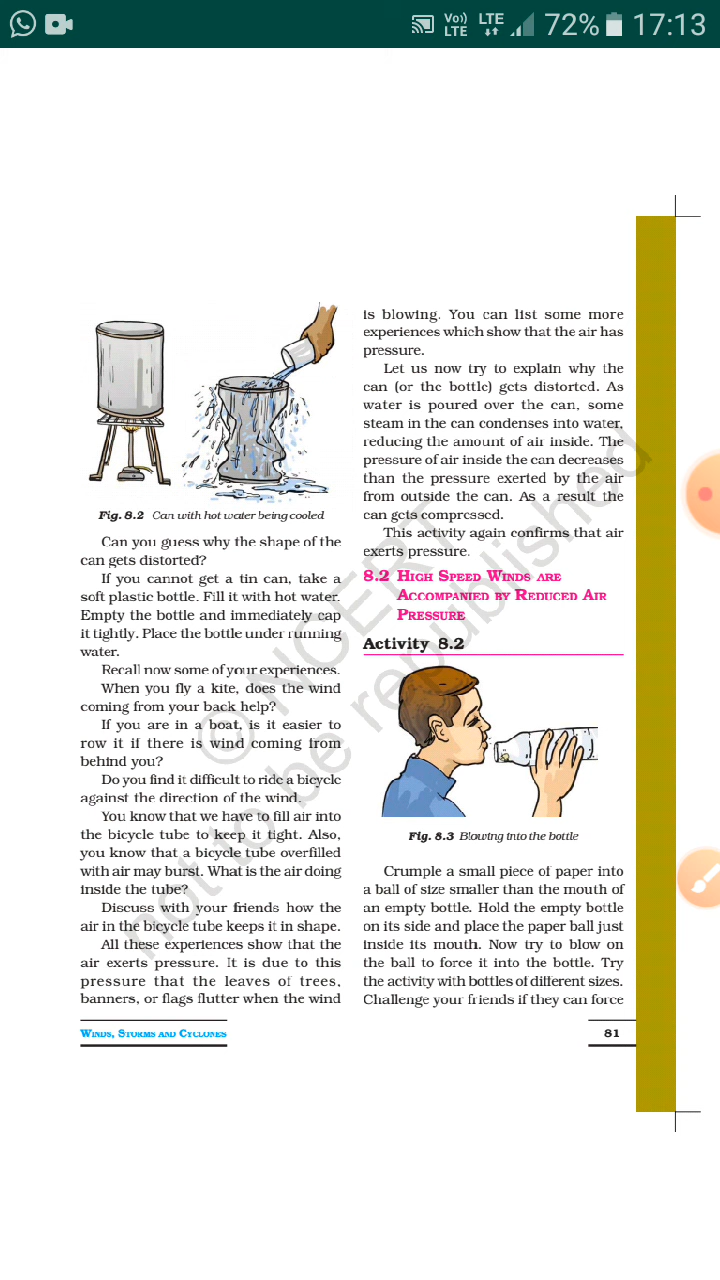 Vo)) LTE
LTE
72%
17:13
Fig. 8.2 Can with hot water being cooled
Can you guess why the shape of the
can gets distorted?
If you cannot get a tin can, take a
soft plastic bottle. Fill it with hot water.
Empty the bottle and immediately cap
it tightly. Place the bottle under running
water.
Recall now some of your experiences.
When you fly a kite, does the wind
coming from your back help?
If you are in a boat, is it easier to
row it if there is wind coming from
behind you?
Do you find it difficult to ride a bicycle
against the direction of the wind.
You know that we have to fill air into
the bicycle tube to keep it tight. Also,
you know that a bicycle tube overfilled
with air may burst. What is the air doing
inside the tube?
Discuss with your friends how the
air in the bicycle tube keeps it in shape.
All these experiences show that the
air exerts pressure. It is due to this
pressure that the leaves of trees,
banners, or flags flutter when the wind
is blowing. You can list some more
experiences which show that the air has
pressure.
Let us now try to explain why the
can (or the bottle) gets distorted. As
water is poured over the can, some
steam in the can condenses into water,
reducing the amount of air inside. The
pressure of air inside the can decreases
than the pressure exerted by the air
from outside the can. As a result the
can gets compressed.
This activity again confirms that air
exerts pressure.
8.2 HIGH SPEED WINDS ARE
ACCOMPANIED BY REDUCED AIR
PRESSURE
Activity 8.2
Fig. 8.3 Blowing into the bottle
Crumple a small piece of paper into
a ball of size smaller than the mouth of
an empty bottle. Hold the empty bottle
on its side and place the paper ball just
inside its mouth. Now try to blow on
the ball to force it into the bottle. Try
the activity with bottles of different sizes.
Challenge your friends if they can force
WINDS, STORMS AND CYCLONES
81
© NCERT
not to be republished